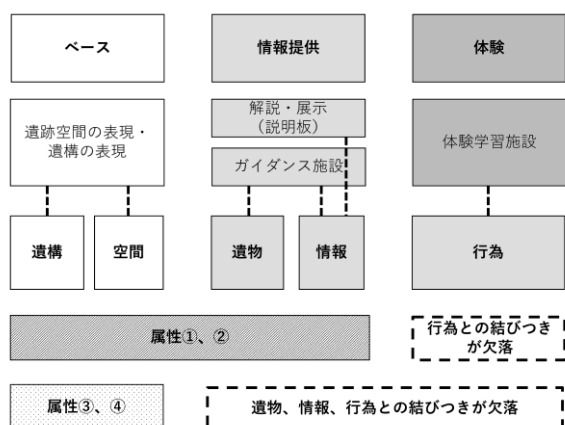 ベース
情報提供
体験
遺跡空間の表現・
遺構の表現
解説・展示
(説明板)
ガイダンス施設
体験学習施設
遺構
空間
遺物
情報
行為
属性①、②
行為との結びつき
が欠落
属性③、④
遺物、情報、行為との結びつきが欠落